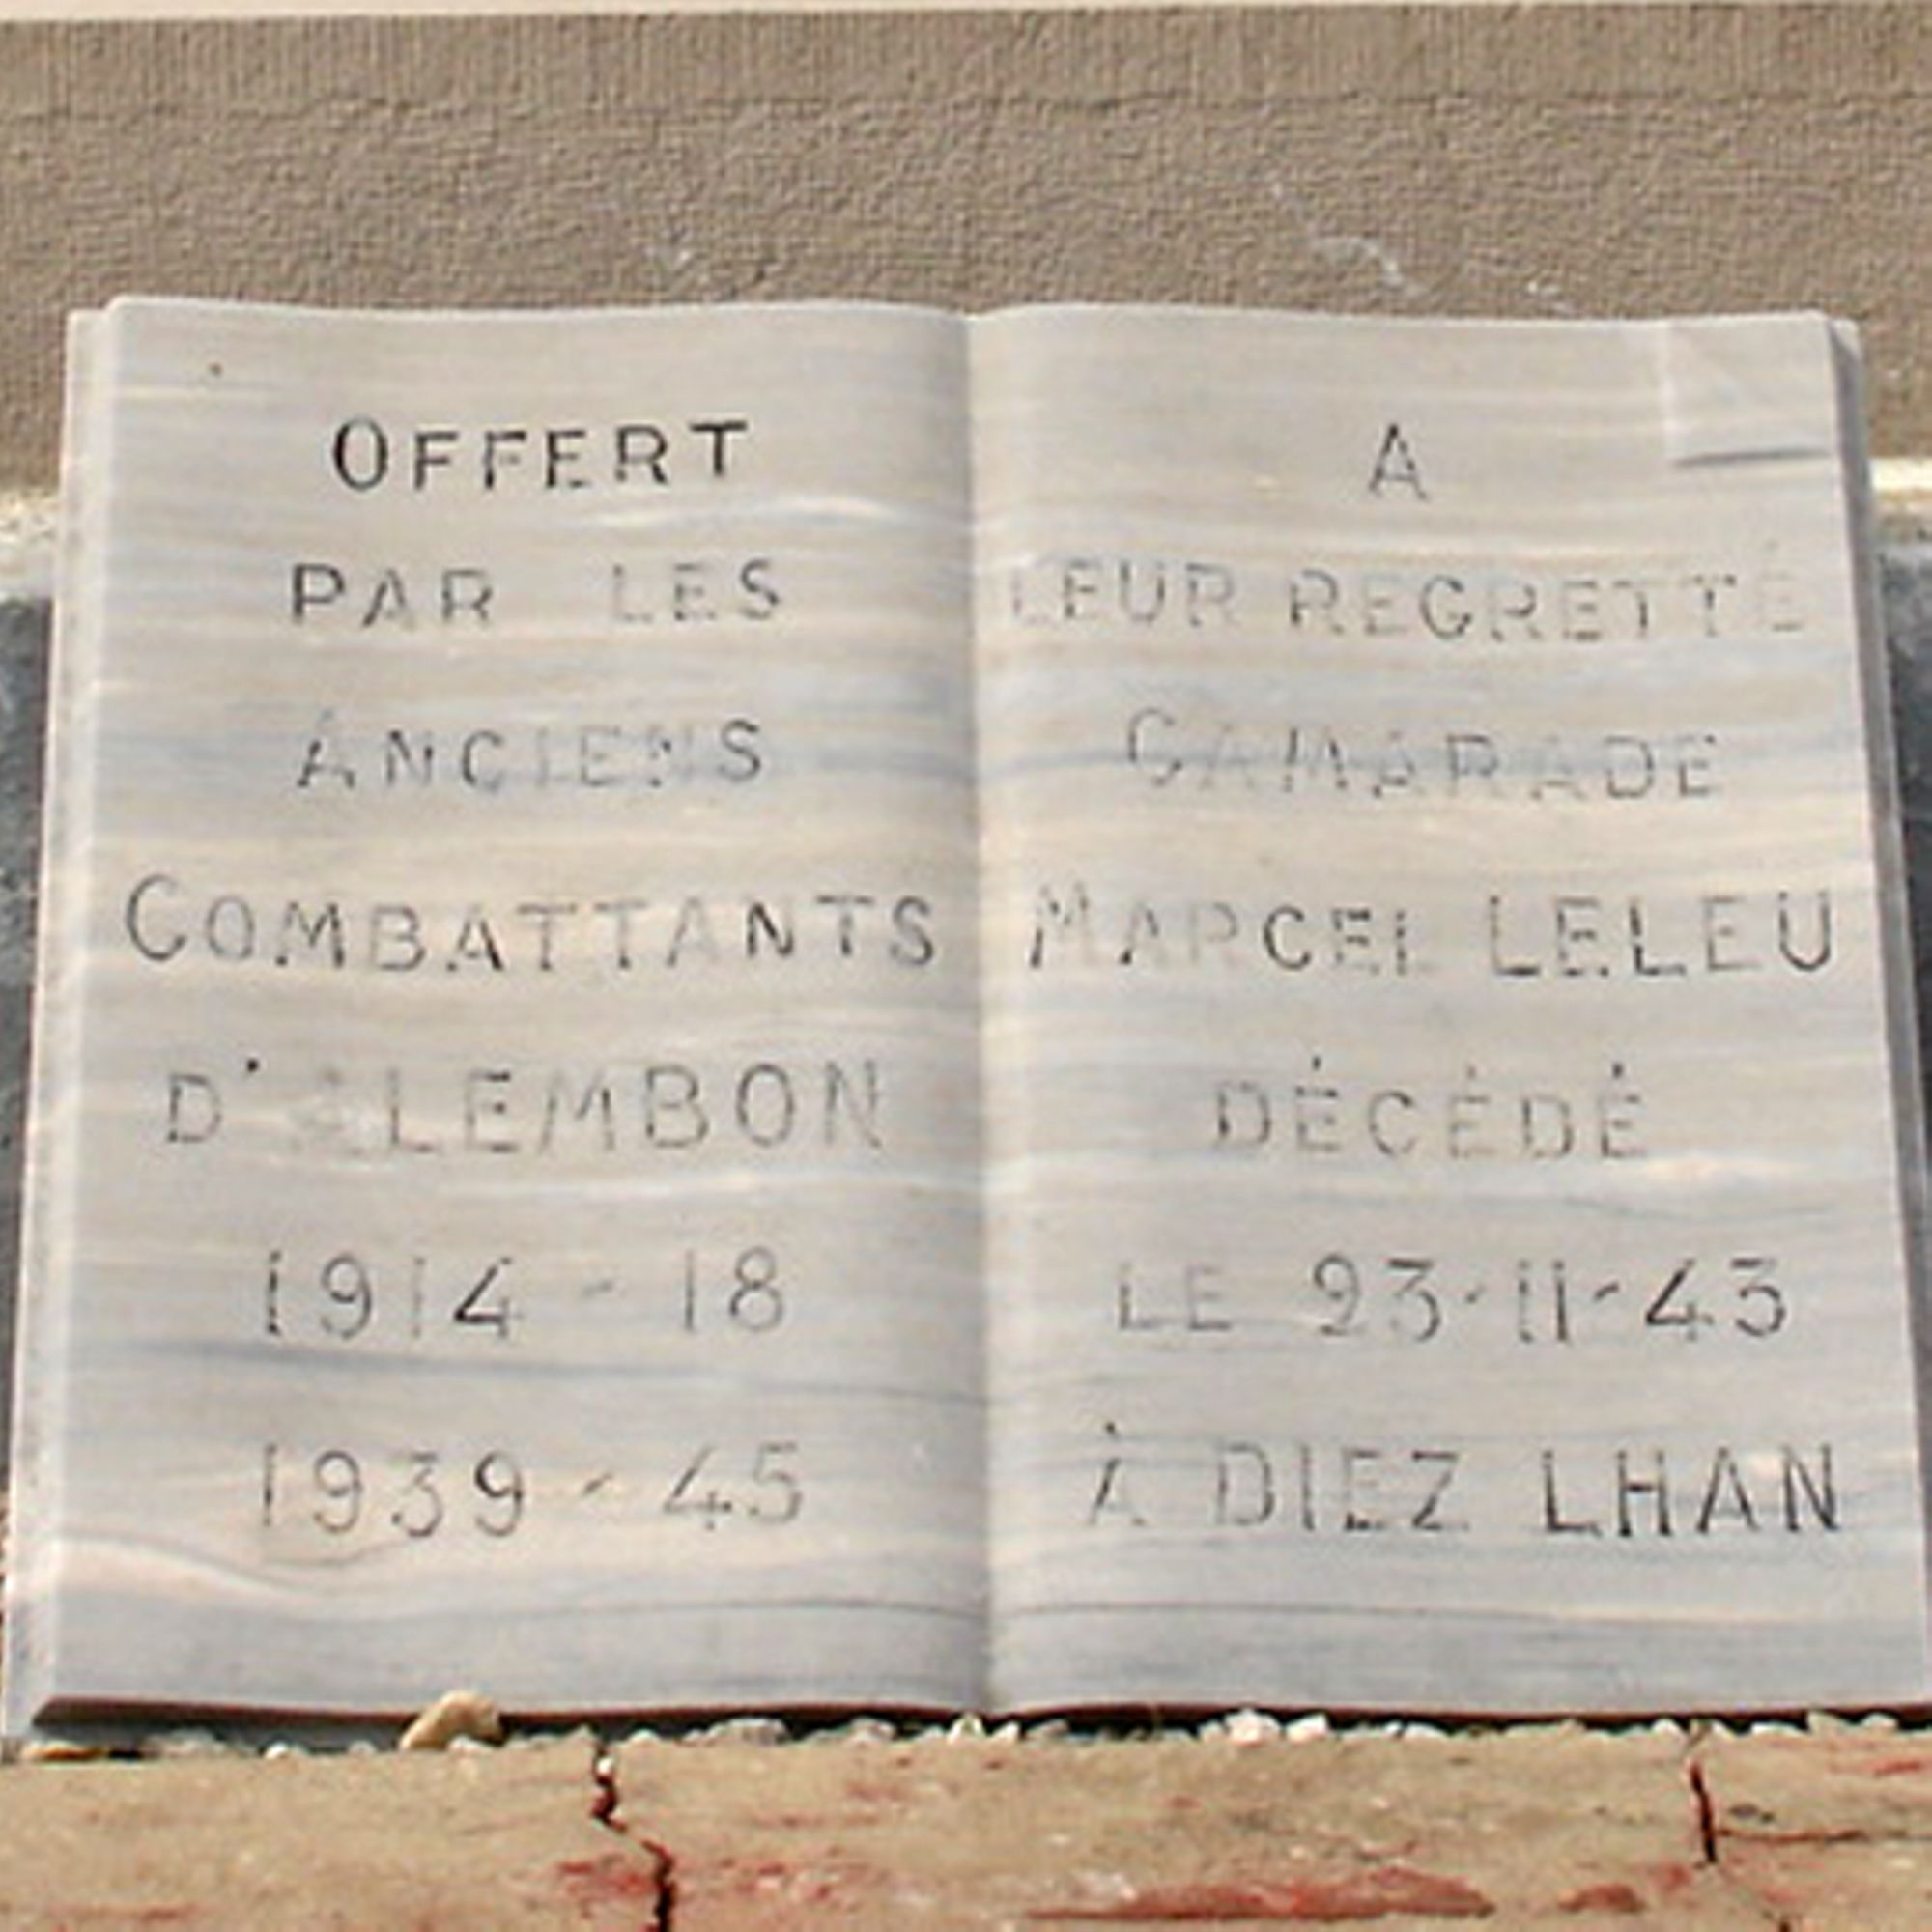 OFFERT
PAR LES
ANCIENS
COMBATTANTS
D'ALEMBON
1914-18
1939-45
A
LEUR REGRETTÉ
CAMARADE
MARCEL LELEU
DÉCÉDÉ
LE 23-11-43
À DIEZ LHAN